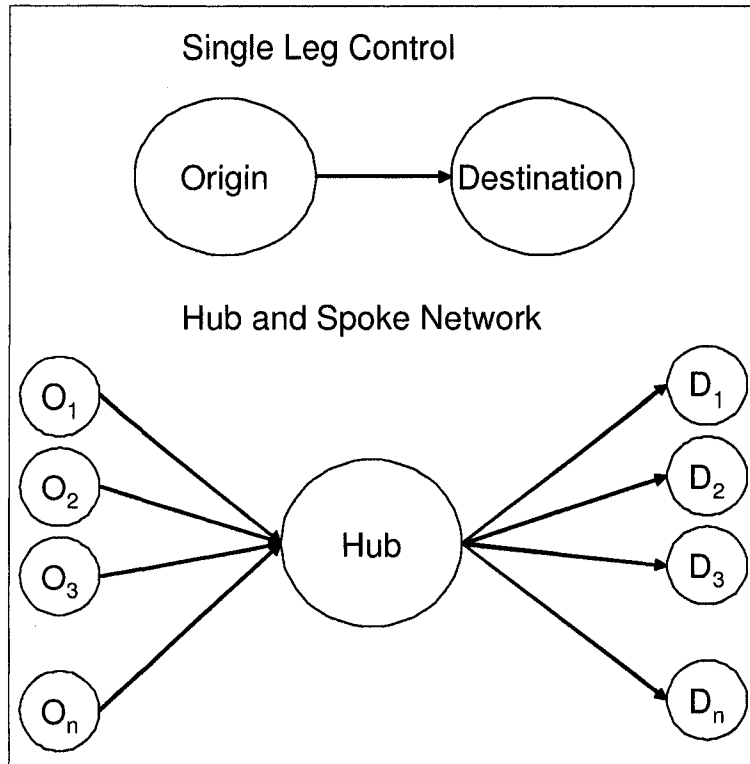 Single Leg Control
Origin
Destination
Hub and Spoke Network
O₁
O₂
O₃
Oₙ
Hub
D₁
D₂
D₃
Dₙ